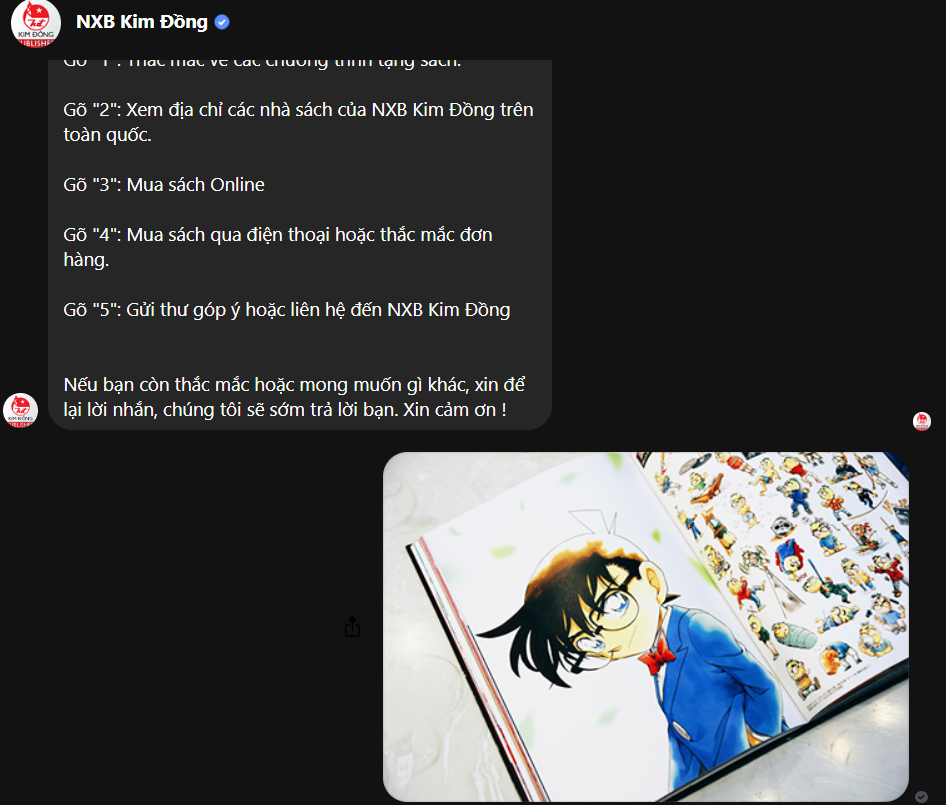 NXB Kim Đồng
Gõ "1": Thắc mắc về các chương trình tặng sách.
Gõ "2": Xem địa chỉ các nhà sách của NXB Kim Đồng trên
toàn quốc.
Gõ "3": Mua sách Online
Gõ "4": Mua sách qua điện thoại hoặc thắc mắc đơn
hàng.
Gõ "5": Gửi thư góp ý hoặc liên hệ đến NXB Kim Đồng
Nếu bạn còn thắc mắc hoặc mong muốn gì khác, xin để
lại lời nhắn, chúng tôi sẽ sớm trả lời bạn. Xin cảm ơn !